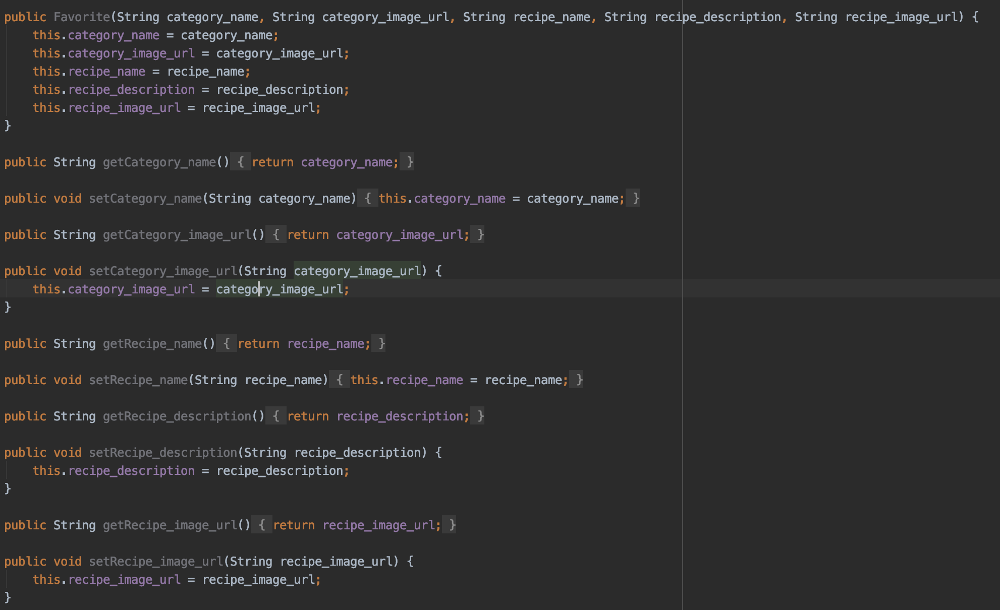 public Favorite(String category_name, String category_image_url, String recipe_name, String recipe_description, String recipe_image_url) {
    this.category_name = category_name;
    this.category_image_url = category_image_url;
    this.recipe_name = recipe_name;
    this.recipe_description = recipe_description;
    this.recipe_image_url = recipe_image_url;
}

public String getCategory_name() { return category_name; }

public void setCategory_name(String category_name) { this.category_name = category_name; }

public String getCategory_image_url() { return category_image_url; }

public void setCategory_image_url(String category_image_url) {
    this.category_image_url = category_image_url;
}

public String getRecipe_name() { return recipe_name; }

public void setRecipe_name(String recipe_name) { this.recipe_name = recipe_name; }

public String getRecipe_description() { return recipe_description; }

public void setRecipe_description(String recipe_description) {
    this.recipe_description = recipe_description;
}

public String getRecipe_image_url() { return recipe_image_url; }

public void setRecipe_image_url(String recipe_image_url) {
    this.recipe_image_url = recipe_image_url;
}